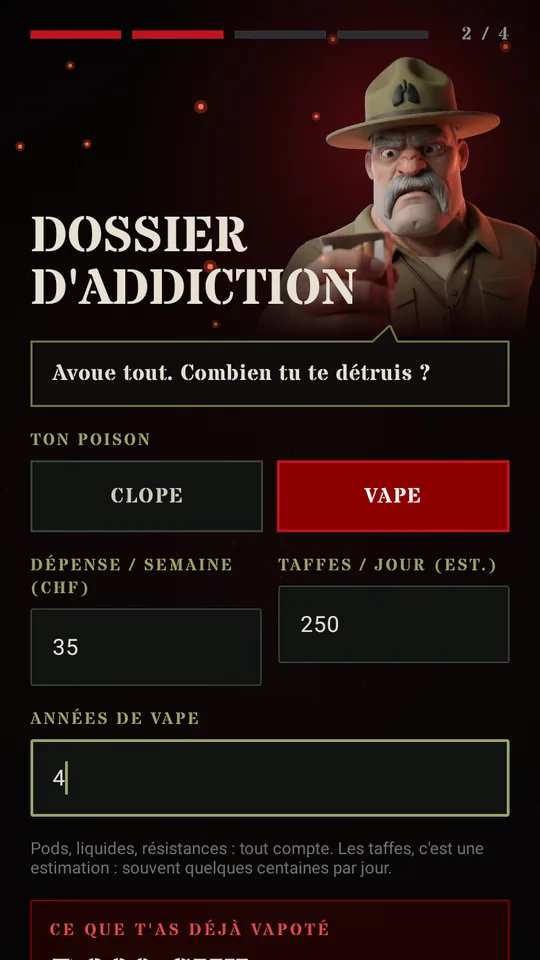 2 / 4
DOSSIER
D'ADDICTION
Avoue tout. Combien tu te détruis ?
TON POISON
CLOPE
VAPE
DÉPENSE / SEMAINE
(CHF)
TAFFES / JOUR (EST.)
35
250
ANNÉES DE VAPE
4
Pods, liquides, résistances : tout compte. Les taffes, c'est une
estimation : souvent quelques centaines par jour.
CE QUE T'AS DÉJÀ VAPOTÉ